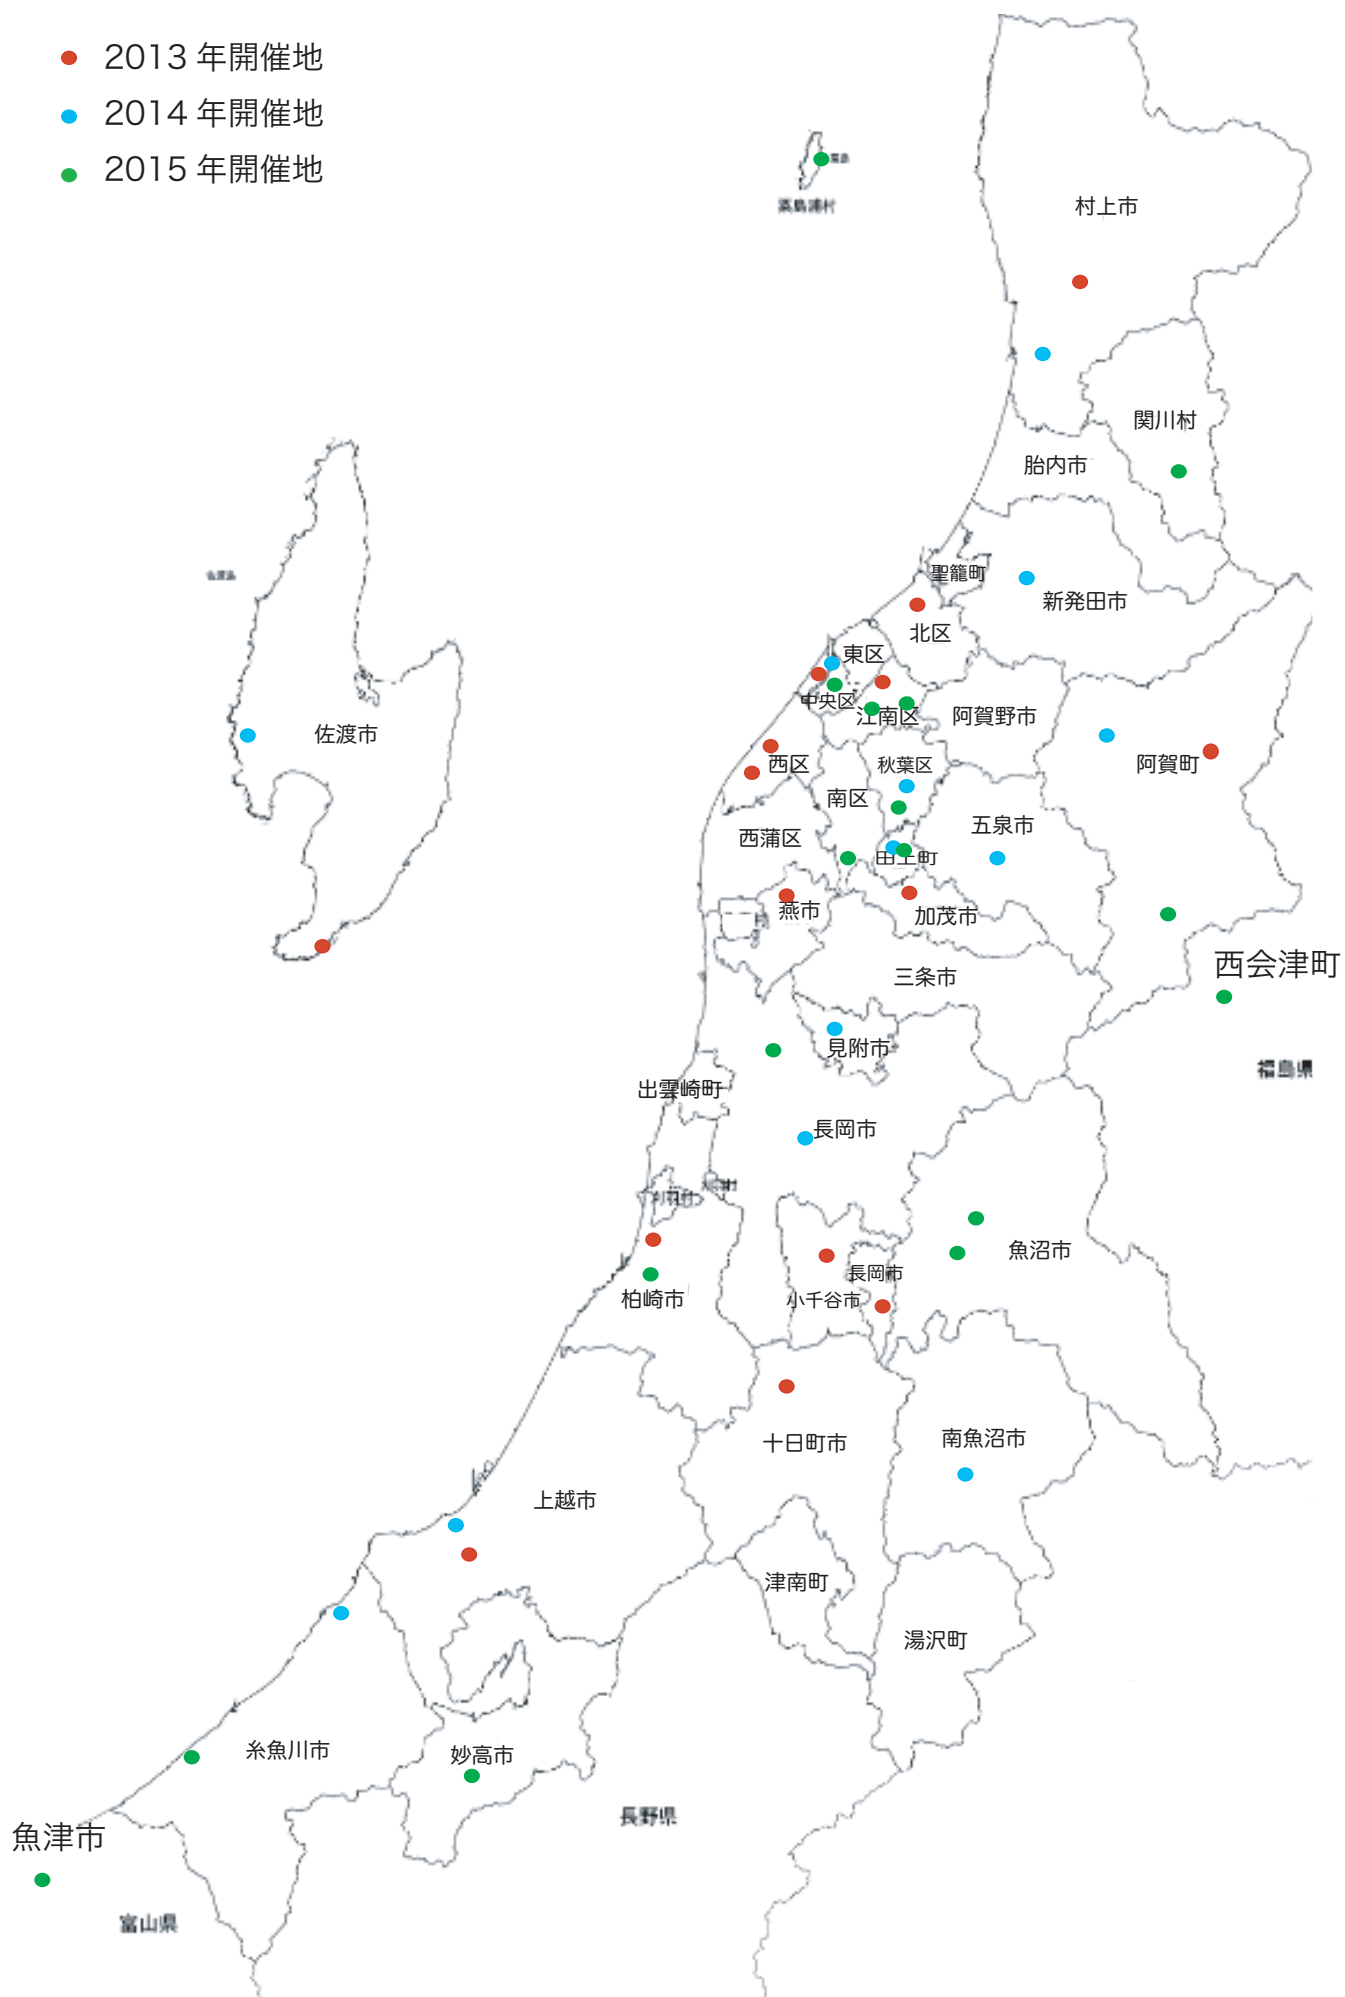 2013 年開催地
2014 年開催地
2015 年開催地
粟島浦村
村上市
関川村
胎内市
聖籠町
新発田市
北区
東区
中央区
江南区
阿賀野市
佐渡市
西区
秋葉区
阿賀町
南区
五泉市
西蒲区
田上町
燕市
加茂市
西会津町
三条市
見附市
福島県
出雲崎町
長岡市
刈羽村
魚沼市
長岡市
小千谷市
柏崎市
十日町市
南魚沼市
上越市
津南町
湯沢町
糸魚川市
妙高市
長野県
魚津市
富山県